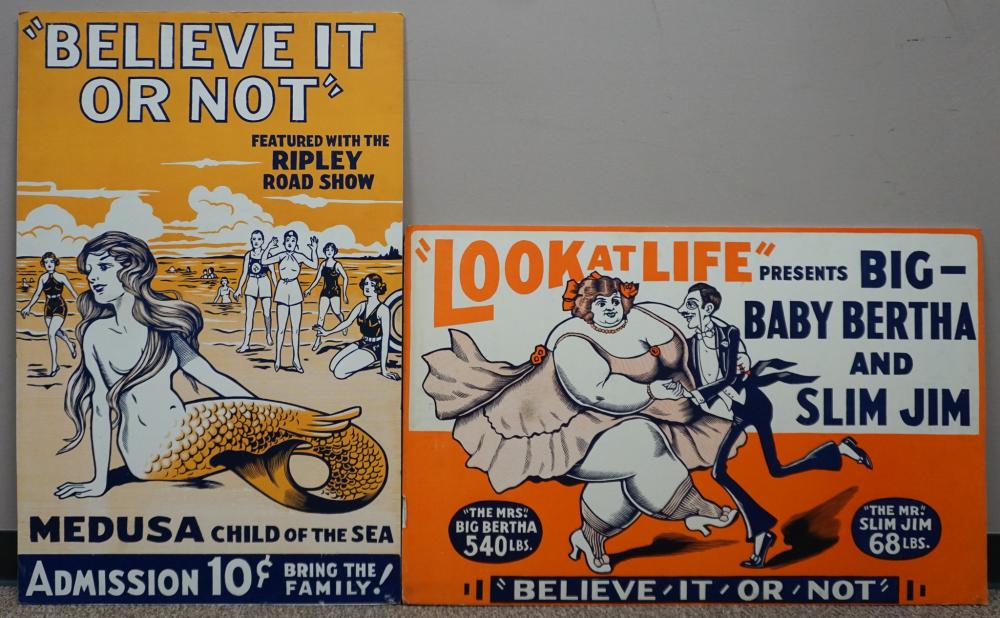 "BELIEVE IT
OR NOT"
FEATURED WITH THE
RIPLEY
ROAD SHOW
MEDUSA CHILD OF THE SEA
ADMISSION 10¢ BRING THE
FAMILY!
"LOOK AT LIFE" PRESENTS BIG-
BABY BERTHA
AND
SLIM JIM
"THE MRS."
BIG BERTHA
540 LBS.
"THE MR."
SLIM JIM
68 LBS.
"BELIEVE IT OR NOT"